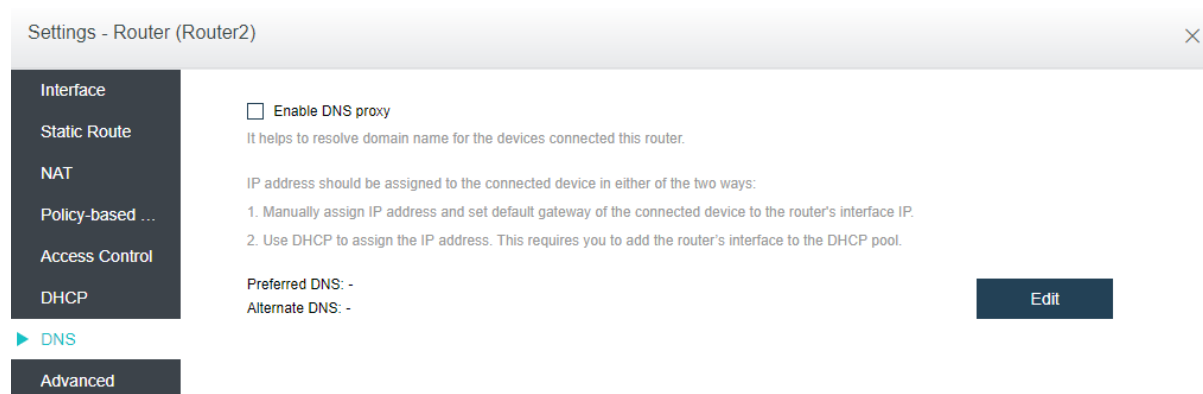 Settings - Router (Router2)
Interface
Static Route
NAT
Policy-based ...
Access Control
DHCP
DNS
Advanced
Enable DNS proxy
It helps to resolve domain name for the devices connected this router.
IP address should be assigned to the connected device in either of the two ways:
1. Manually assign IP address and set default gateway of the connected device to the router's interface IP.
2. Use DHCP to assign the IP address. This requires you to add the router's interface to the DHCP pool.
Preferred DNS: -
Alternate DNS: -
Edit